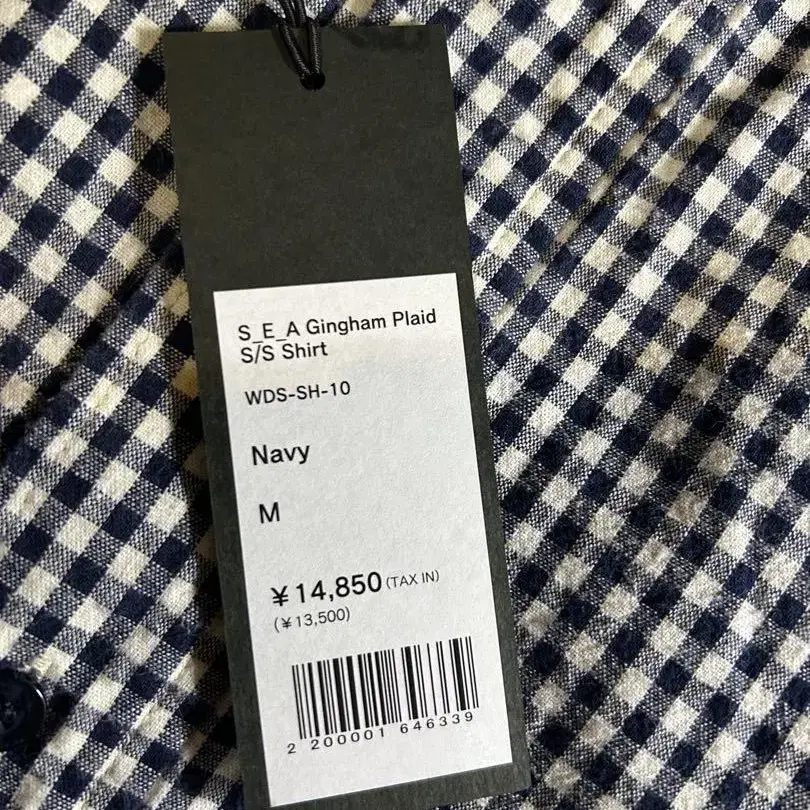 S_E_A Gingham Plaid
S/S Shirt
WDS-SH-10
Navy
M
¥14,850 (TAX IN)
(¥13,500)
2 200001 646339